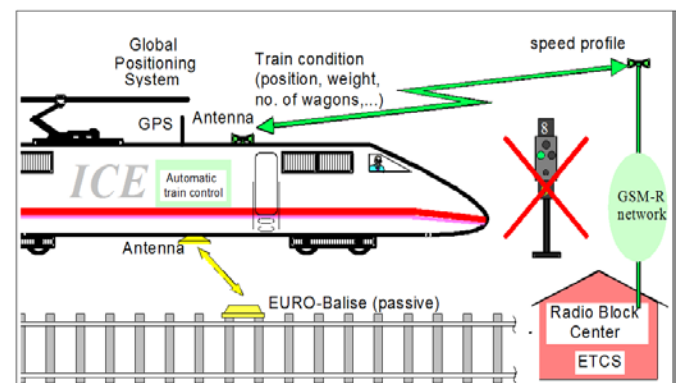 Global
Positioning
System
Train condition
(position, weight,
no. of wagons,...)
speed profile
GPS
Antenna
8
ICE
Automatic
train control
GSM-R
network
Antenna
EURO-Balise (passive)
Radio Block
Center
ETCS